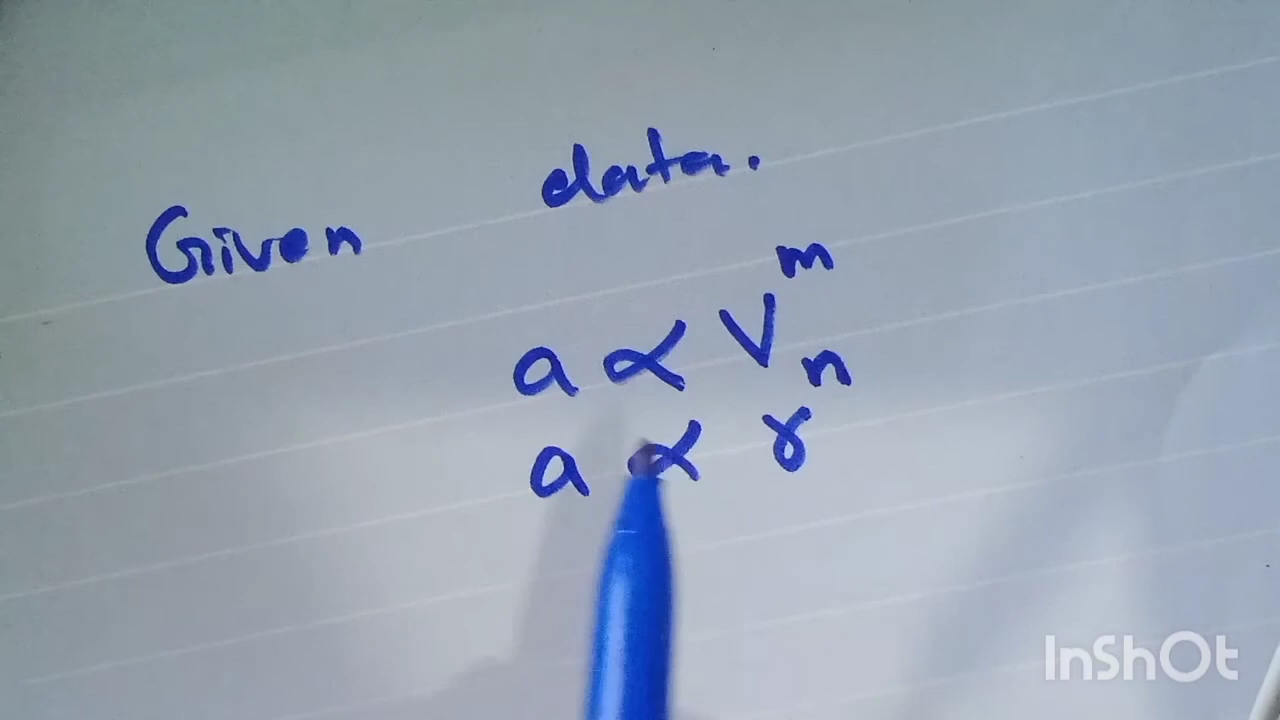 Given data.
a ∝ V^m
a ∝ r^n
InShOt